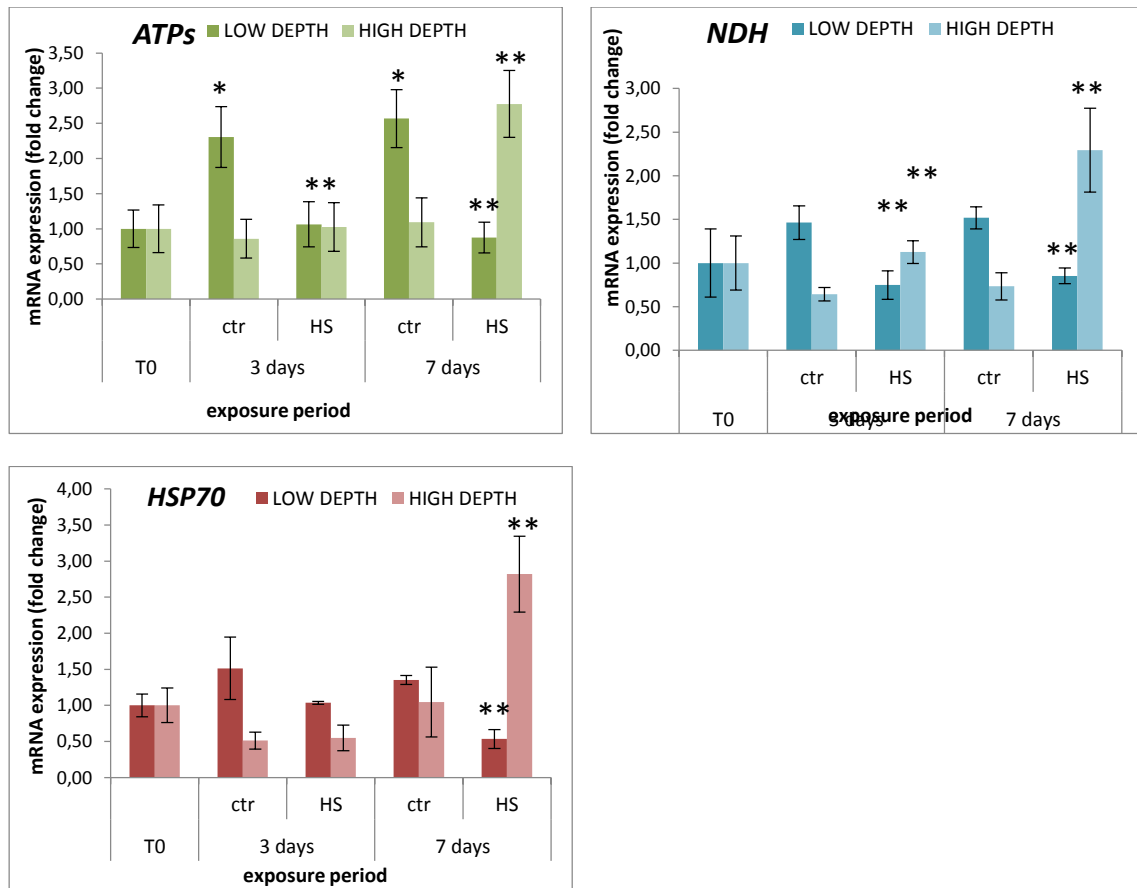 ATPs LOW DEPTH HIGH DEPTH
mRNA expression (fold change)
3,50
3,00
2,50
2,00
1,50
1,00
0,50
0,00
* ** * ** **
ctr HS ctr HS
T0 3 days 7 days
exposure period
NDH LOW DEPTH HIGH DEPTH
mRNA expression (fold change)
3,00
2,50
2,00
1,50
1,00
0,50
0,00
** ** ** **
ctr HS ctr HS
T0 3 days 7 days
exposure period
HSP70 LOW DEPTH HIGH DEPTH
mRNA expression (fold change)
4,00
3,50
3,00
2,50
2,00
1,50
1,00
0,50
0,00
** **
ctr HS ctr HS
T0 3 days 7 days
exposure period